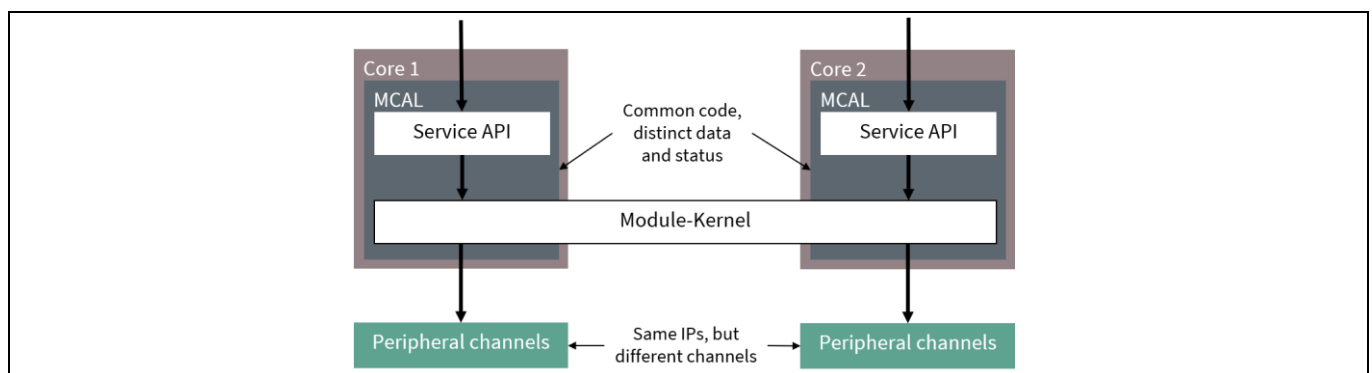 Core 1
MCAL
Service API
Common code,
distinct data
and status
Core 2
MCAL
Service API
Module-Kernel
Peripheral channels
Same IPs, but
different channels
Peripheral channels